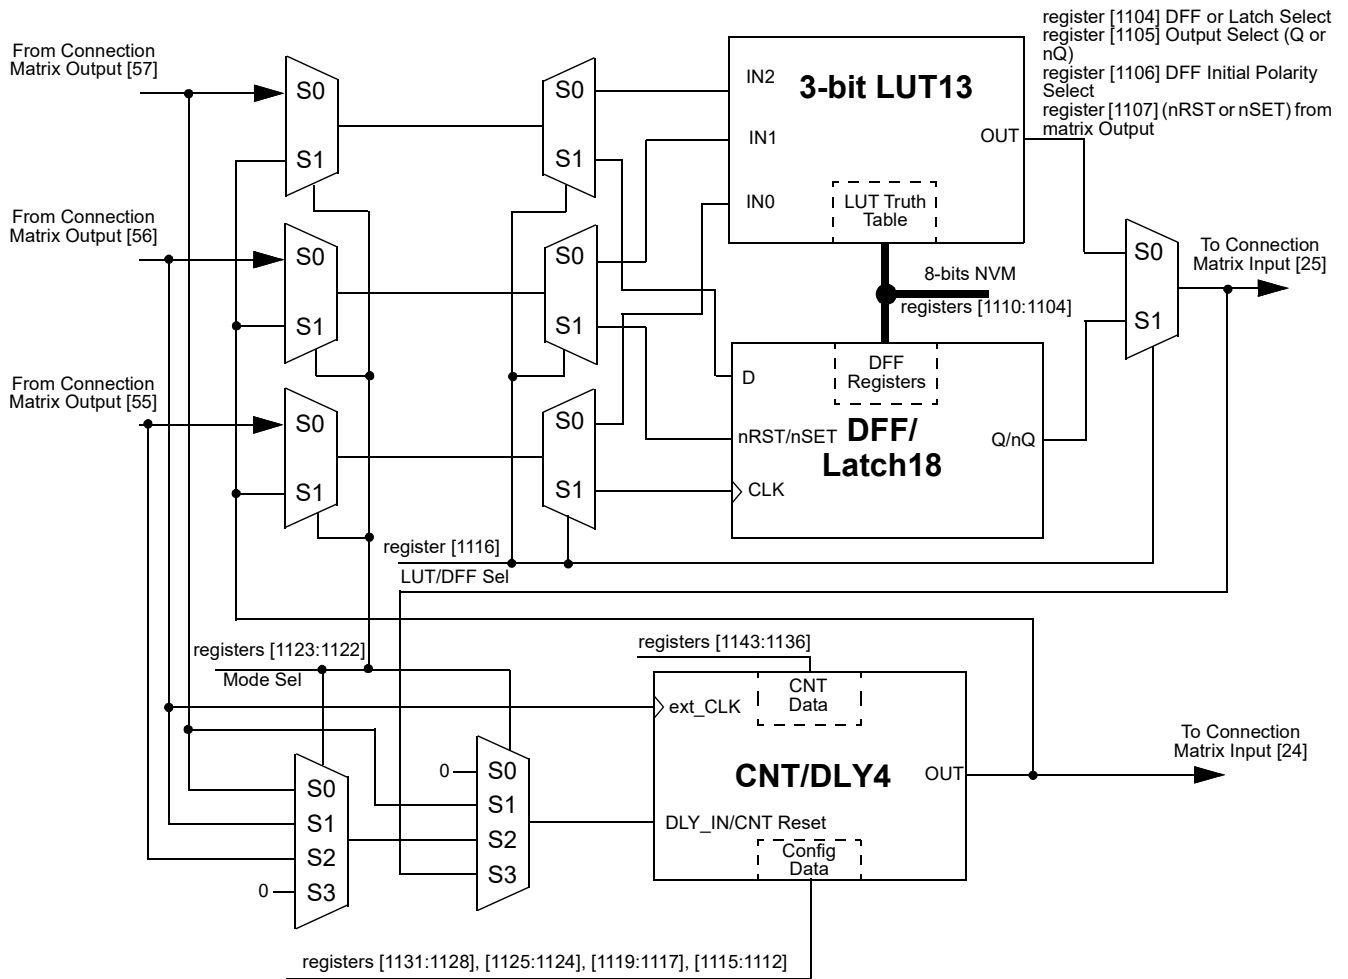 register [1104] DFF or Latch Select
register [1105] Output Select (Q or
nQ)
register [1106] DFF Initial Polarity
Select
register [1107] (nRST or nSET) from
matrix Output
From Connection
Matrix Output [57]
S0
S1
S0
S1
IN2
IN1
IN0
3-bit LUT13
OUT
LUT Truth
Table
From Connection
Matrix Output [56]
S0
S1
S0
S1
8-bits NVM
registers [1110:1104]
S0
S1
To Connection
Matrix Input [25]
From Connection
Matrix Output [55]
S0
S1
S0
S1
D
nRST/nSET
CLK
DFF
Registers
DFF/
Latch18
Q/nQ
register [1116]
LUT/DFF Sel
registers [1123:1122]
Mode Sel
registers [1143:1136]
ext_CLK
CNT
Data
CNT/DLY4
OUT
To Connection
Matrix Input [24]
DLY_IN/CNT Reset
Config
Data
S0
S1
S2
0
S3
0
S0
S1
S2
S3
registers [1131:1128], [1125:1124], [1119:1117], [1115:1112]